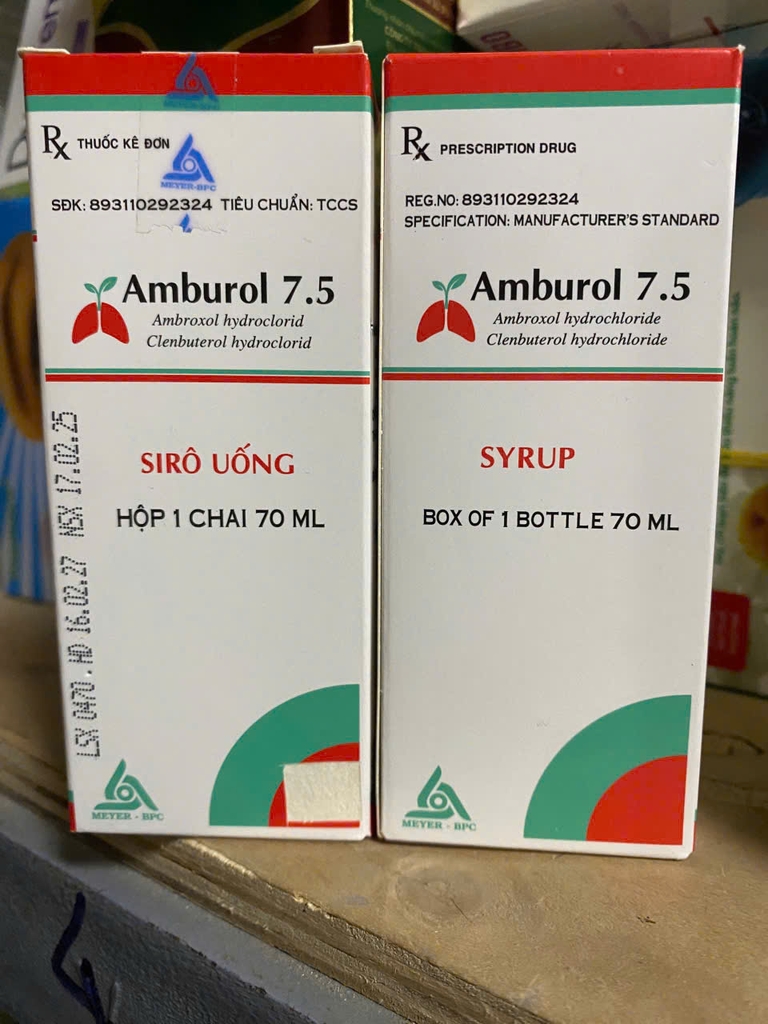 Rx THUỐC KÊ ĐƠN
MEYER-BPC
SĐK: 893110292324 TIÊU CHUẨN: TCCS
Amburol 7.5
Ambroxol hydroclorid
Clenbuterol hydroclorid
SIRÔ UỐNG
HỘP 1 CHAI 70 ML
LSX 0470 . HD 16.02.27 NSX 17.02.25
MEYER - BPC
Rx PRESCRIPTION DRUG
REG.NO: 893110292324
SPECIFICATION: MANUFACTURER'S STANDARD
Amburol 7.5
Ambroxol hydrochloride
Clenbuterol hydrochloride
SYRUP
BOX OF 1 BOTTLE 70 ML
MEYER - BPC